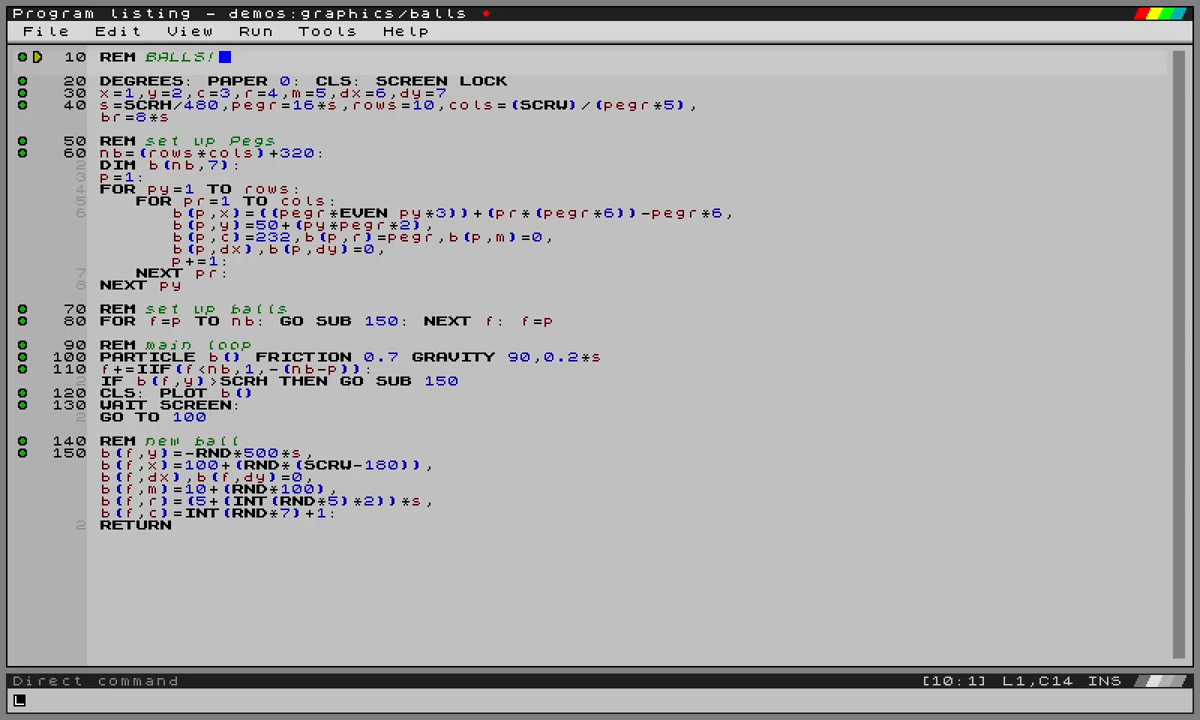 Program listing - demos:graphics/balls
File Edit View Run Tools Help
10 REM BALLS!
20 DEGREES: PAPER 0: CLS: SCREEN LOCK
30 x=1,y=2,c=3,r=4,m=5,dx=6,dy=7
40 s=SCRH/480,pegr=16*s,rows=10,cols=(SCRW)/(pegr*5),
br=8*s
50 REM set up Pegs
60 nb=(rows*cols)+320:
2 DIM b(nb,7):
3 p=1:
4 FOR py=1 TO rows:
5 FOR pr=1 TO cols:
6 b(p,x)=((pegr*EVEN py*3))+(pr*(pegr*6))-pegr*6,
b(p,y)=50+(py*pegr*2),
b(p,c)=232,b(p,r)=pegr,b(p,m)=0,
b(p,dx),b(p,dy)=0,
p+=1:
7 NEXT pr:
8 NEXT py
70 REM set up balls
80 FOR f=p TO nb: GO SUB 150: NEXT f: f=p
90 REM main loop
100 PARTICLE b() FRICTION 0.7 GRAVITY 90,0.2*s
110 f+=IIF(f<nb,1,-(nb-p)):
2 IF b(f,y)>SCRH THEN GO SUB 150
120 CLS: PLOT b()
130 WAIT SCREEN:
2 GO TO 100
140 REM new ball
150 b(f,y)=-RND*500*s,
b(f,x)=100+(RND*(SCRW-180)),
b(f,dx),b(f,dy)=0,
b(f,m)=10+(RND*100),
b(f,r)=(5+(INT(RND*5)*2))*s,
b(f,c)=INT(RND*7)+1:
2 RETURN
Direct command [10:1] L1,C14 INS
L